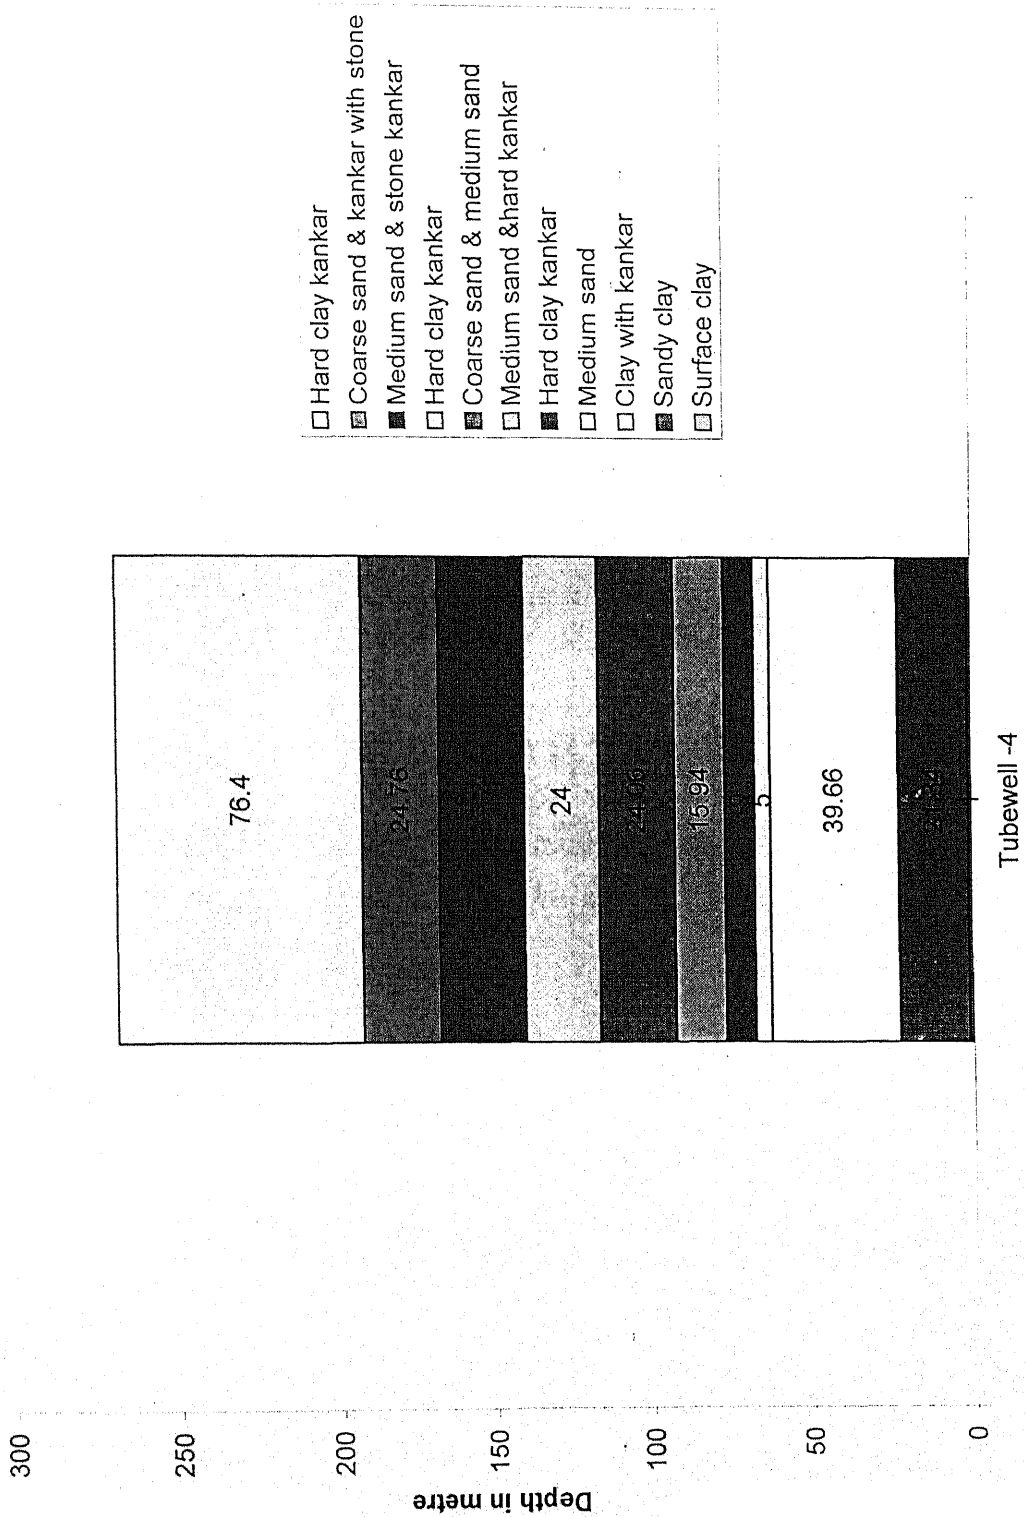 Depth in metre
300
250
200
150
100
50
0
76.4
24.76
24
24.06
15.94
5
39.66
Tubewell -4
Hard clay kankar
Coarse sand & kankar with stone
Medium sand & stone kankar
Hard clay kankar
Coarse sand & medium sand
Medium sand &hard kankar
Hard clay kankar
Medium sand
Clay with kankar
Sandy clay
Surface clay